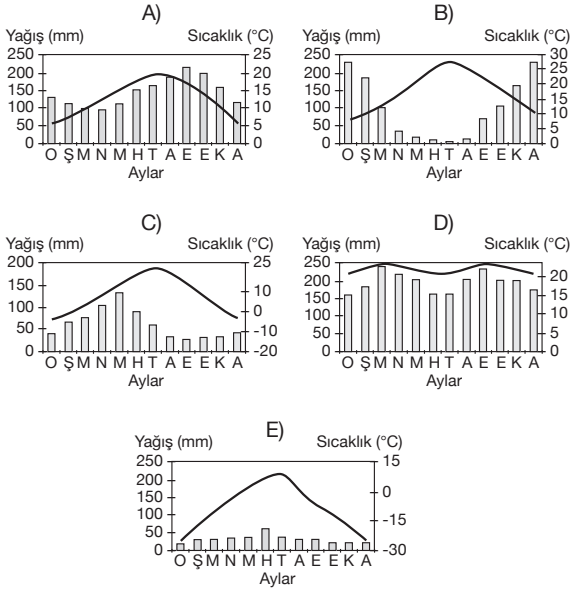 A)
Yağış (mm) Sıcaklık (°C)
250 25
200 20
150 15
100 10
50 5
0 0
O Ş M N M H T A E E K A
Aylar
B)
Yağış (mm) Sıcaklık (°C)
250 30
200 25
150 20
100 15
50 10
0 5
0
O Ş M N M H T A E E K A
Aylar
C)
Yağış (mm) Sıcaklık (°C)
200 25
150 10
100 0
50 -10
0 -20
O Ş M N M H T A E E K A
Aylar
D)
Yağış (mm) Sıcaklık (°C)
250 20
200 15
150 10
100 5
50 0
0
O Ş M N M H T A E E K A
Aylar
E)
Yağış (mm) Sıcaklık (°C)
250 15
200 0
150 -15
100 -30
50
0
O Ş M N M H T A E E K A
Aylar